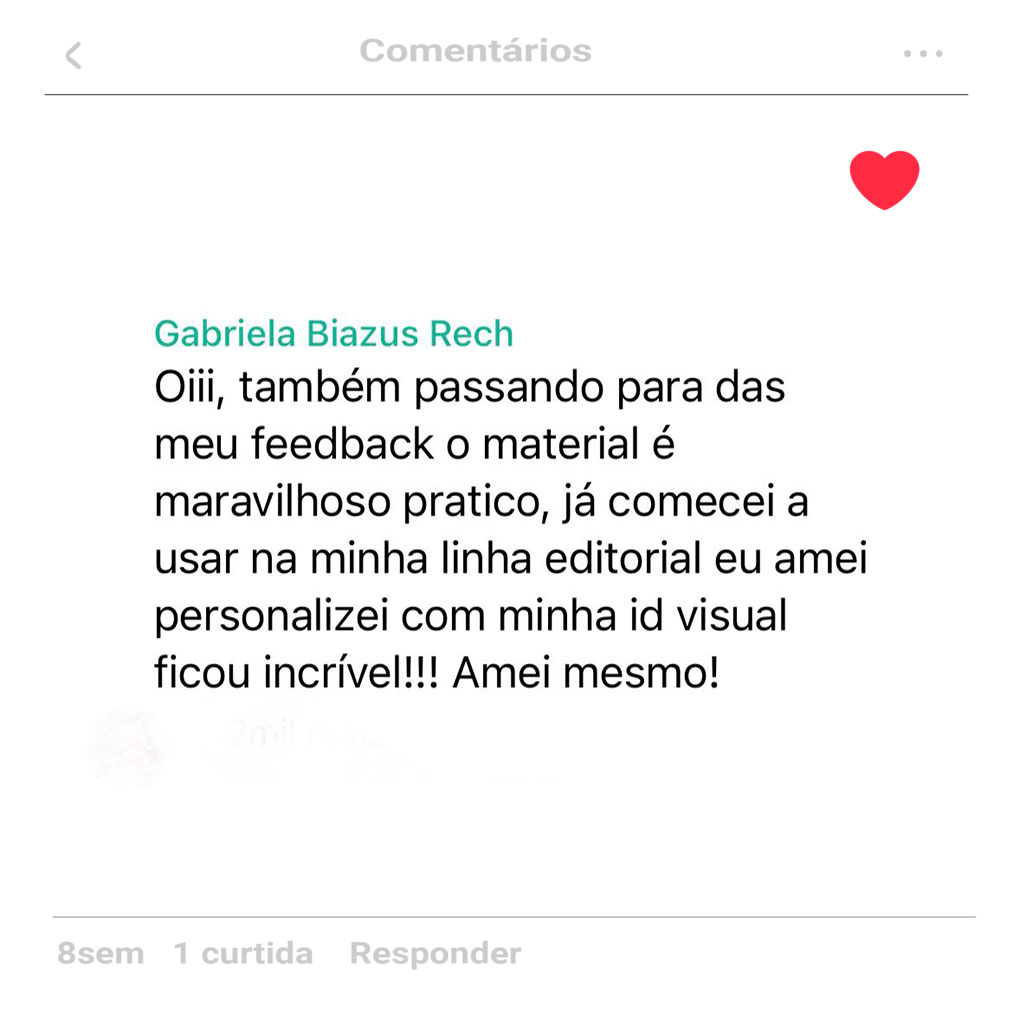 Comentários
Gabriela Biazus Rech
Oiii, também passando para das
meu feedback o material é
maravilhoso pratico, já comecei a
usar na minha linha editorial eu amei
personalizei com minha id visual
ficou incrível!!! Amei mesmo!
2mil
8sem 1 curtida Responder